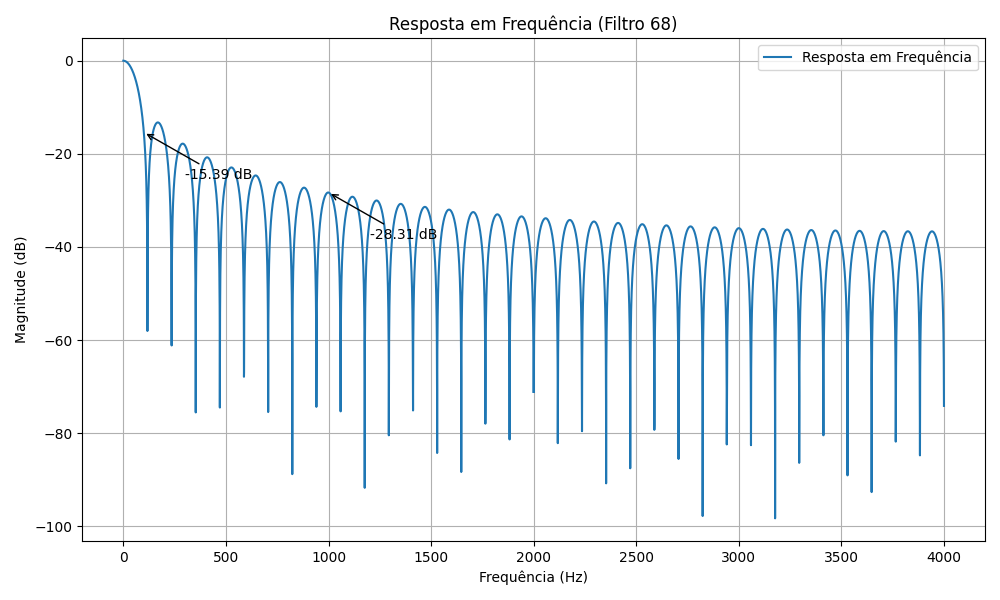 Resposta em Frequência (Filtro 68)
Resposta em Frequência
0
−20
−40
−60
−80
−100
Magnitude (dB)
-15.39 dB
-28.31 dB
0
500
1000
1500
2000
2500
3000
3500
4000
Frequência (Hz)